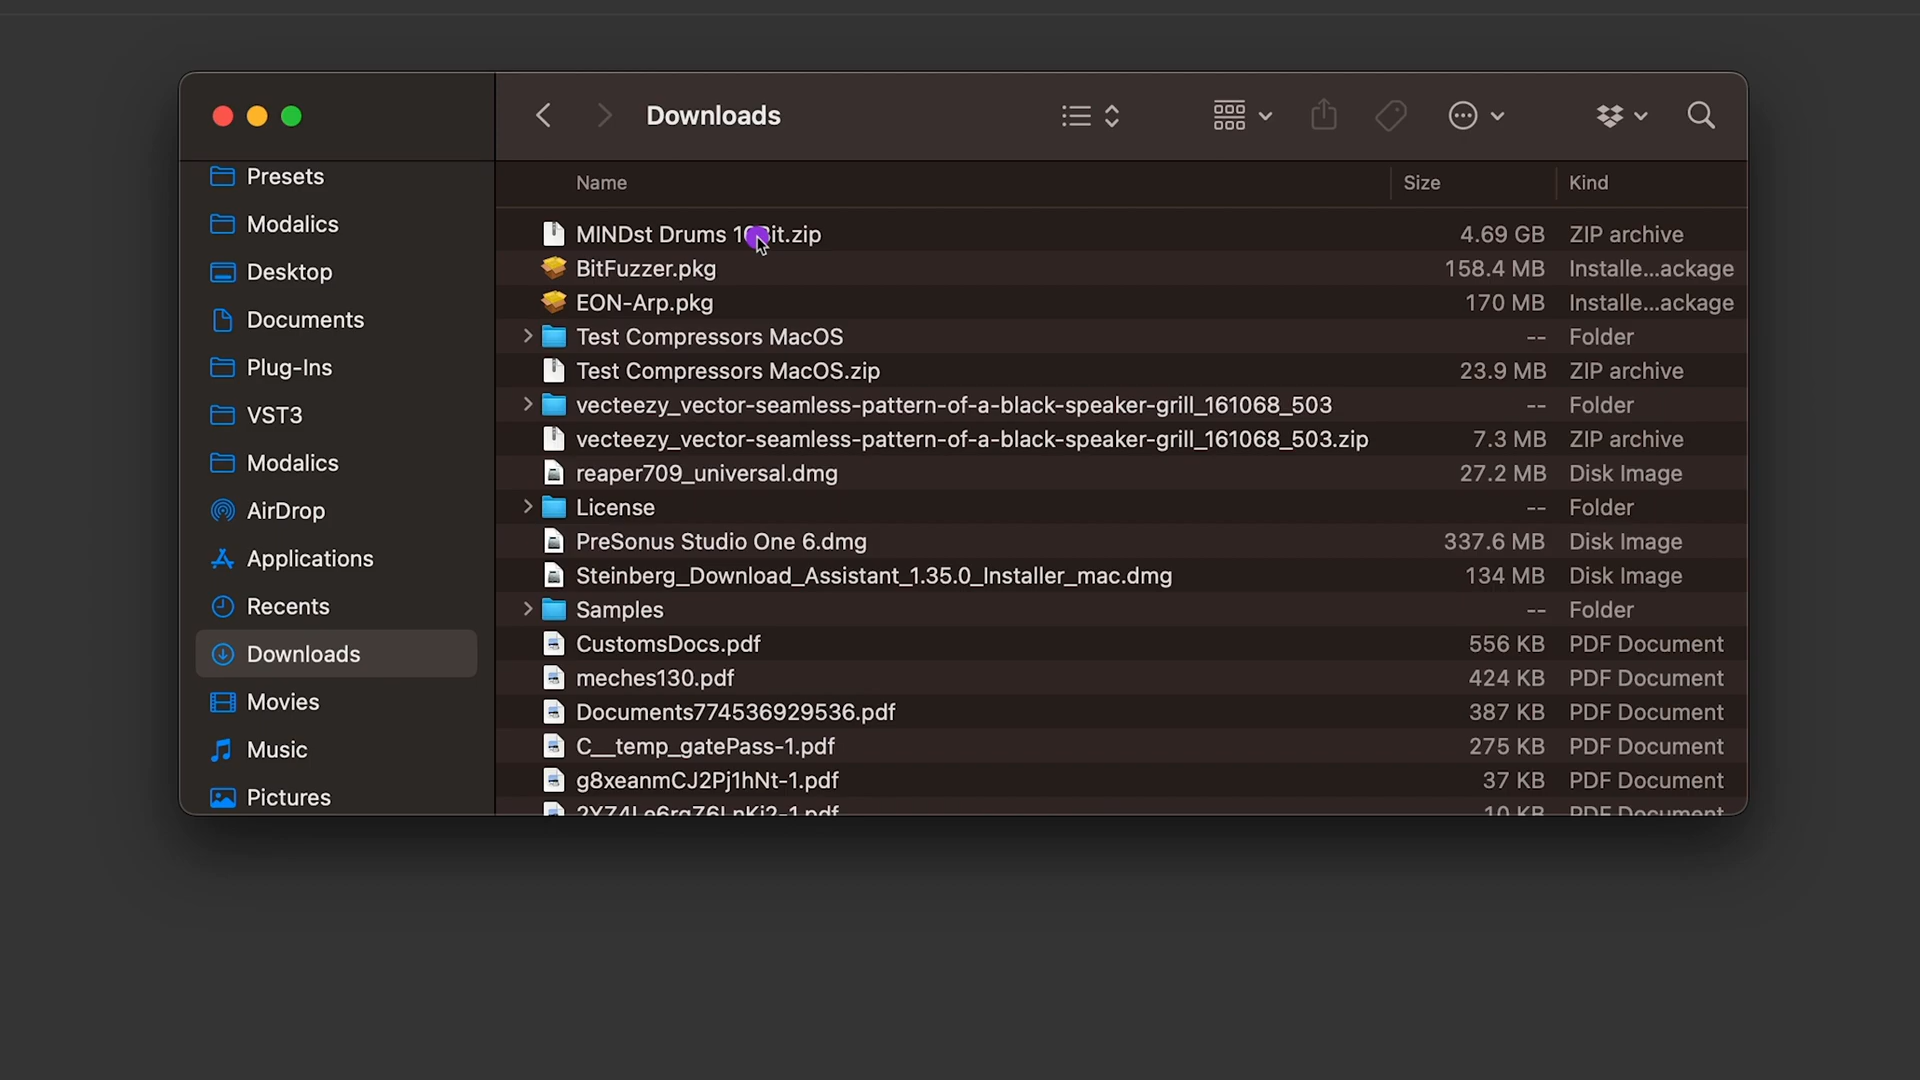 Downloads
Presets
Modalics
Desktop
Documents
Plug-Ins
VST3
Modalics
AirDrop
Applications
Recents
Downloads
Movies
Music
Pictures
Name Size Kind
MINDst Drums 4.69 GB ZIP archive
BitFuzzer.pkg 158.4 MB Installe...ackage
EON-Arp.pkg 170 MB Installe...ackage
Test Compressors MacOS -- Folder
Test Compressors MacOS.zip 23.9 MB ZIP archive
vecteezy_vector-seamless-pattern-of-a-black-speaker-grill_161068_503 -- Folder
vecteezy_vector-seamless-pattern-of-a-black-speaker-grill_161068_503.zip 7.3 MB ZIP archive
reaper709_universal.dmg 27.2 MB Disk Image
License -- Folder
PreSonus Studio One 6.dmg 337.6 MB Disk Image
Steinberg_Download_Assistant_1.35.0_Installer_mac.dmg 134 MB Disk Image
Samples -- Folder
CustomsDocs.pdf 556 KB PDF Document
meches130.pdf 424 KB PDF Document
Documents774536929536.pdf 387 KB PDF Document
C__temp_gatePass-1.pdf 275 KB PDF Document
g8xeanmCJ2Pj1hNt-1.pdf 37 KB PDF Document
10 KB PDF Document